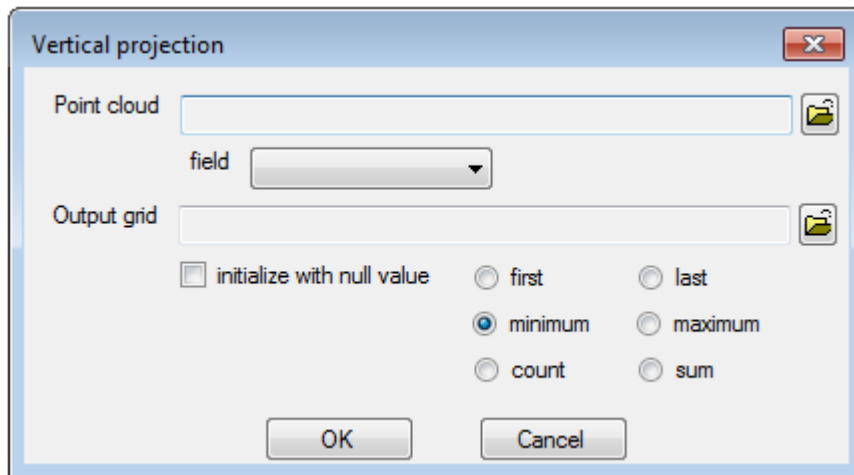 Vertical projection
Point cloud
field
Output grid
initialize with null value first last
minimum maximum
count sum
OK Cancel